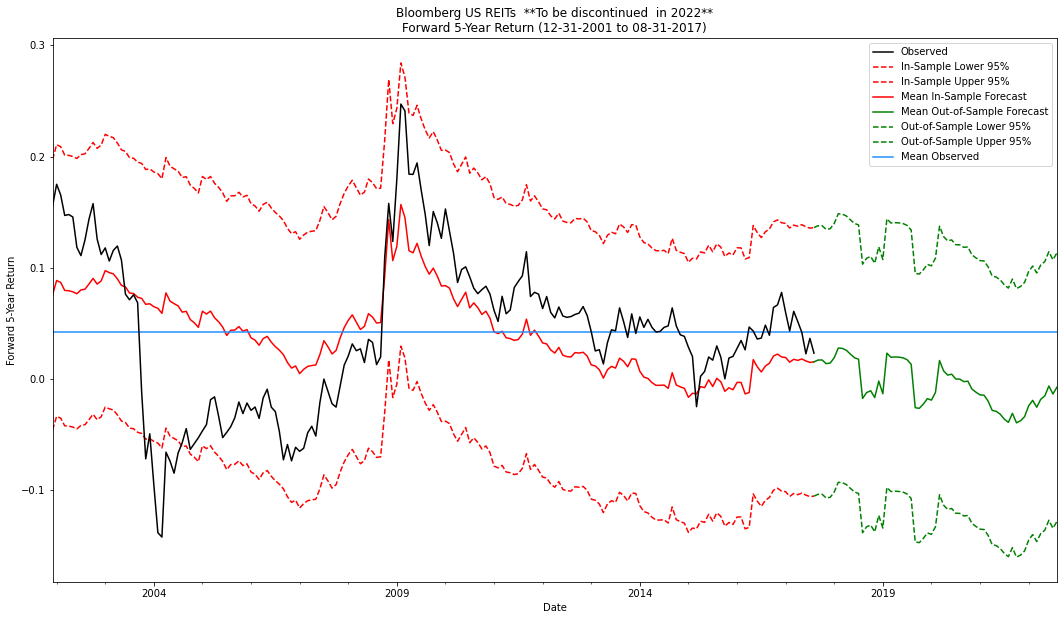 Bloomberg US REITs  **To be discontinued  in 2022**
Forward 5-Year Return (12-31-2001 to 08-31-2017)
Observed
In-Sample Lower 95%
In-Sample Upper 95%
Mean In-Sample Forecast
Mean Out-of-Sample Forecast
Out-of-Sample Lower 95%
Out-of-Sample Upper 95%
Mean Observed
Forward 5-Year Return
0.3
0.2
0.1
0.0
−0.1
2004
2009
2014
2019
Date